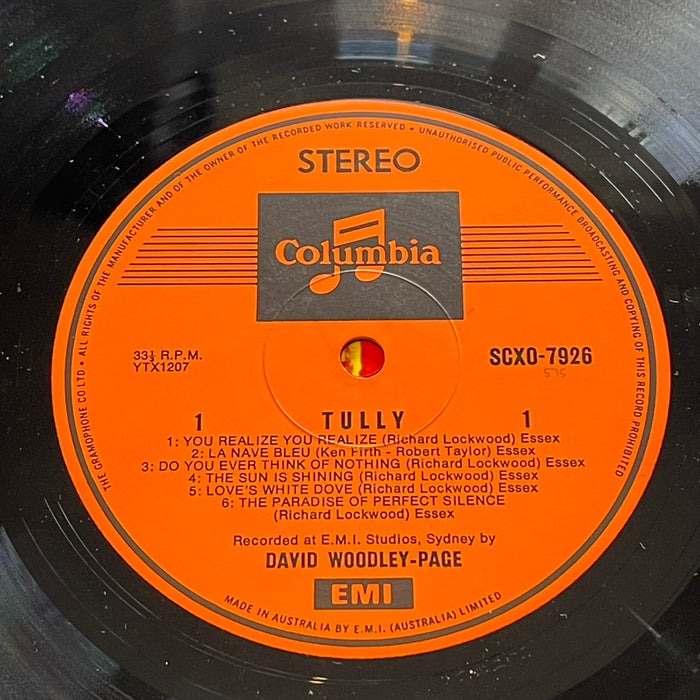 THE GRAMOPHONE CO LTD • ALL RIGHTS OF THE MANUFACTURER AND OF THE OWNER OF THE RECORDED WORK RESERVED • UNAUTHORISED PUBLIC PERFORMANCE BROADCASTING AND COPYING OF THIS RECORD PROHIBITED
STEREO
Columbia
33⅓ R.P.M.
SCXO-7926
YTX1207
575
1 TULLY 1
1: YOU REALIZE YOU REALIZE (Richard Lockwood) Essex
2: LA NAVE BLEU (Ken Firth - Robert Taylor) Essex
3: DO YOU EVER THINK OF NOTHING (Richard Lockwood) Essex
4: THE SUN IS SHINING (Richard Lockwood) Essex
5: LOVE'S WHITE DOVE (Richard Lockwood) Essex
6: THE PARADISE OF PERFECT SILENCE
(Richard Lockwood) Essex
Recorded at E.M.I. Studios, Sydney by
DAVID WOODLEY-PAGE
EMI
MADE IN AUSTRALIA BY E.M.I. (AUSTRALIA) LIMITED